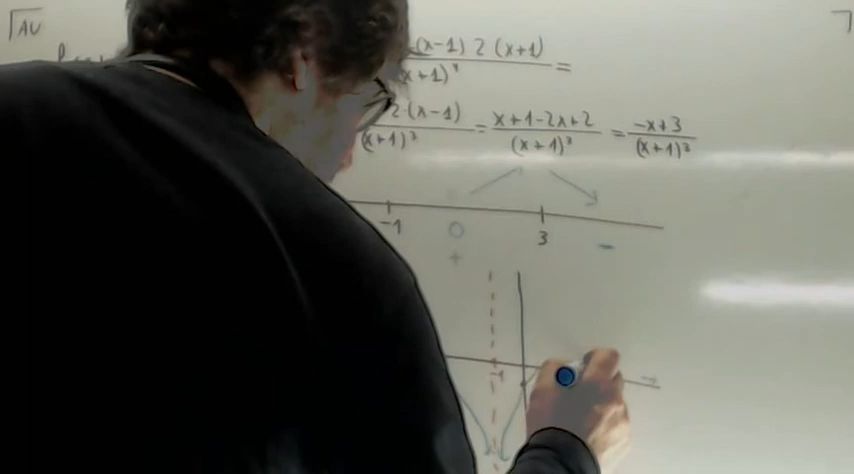 AU
(x-1) 2 (x+1) =
(x+1)⁴
2(x-1) = x+1-2x+2 = -x+3
(x+1)³ (x+1)³ (x+1)³
-1 0 3
+ -
-1